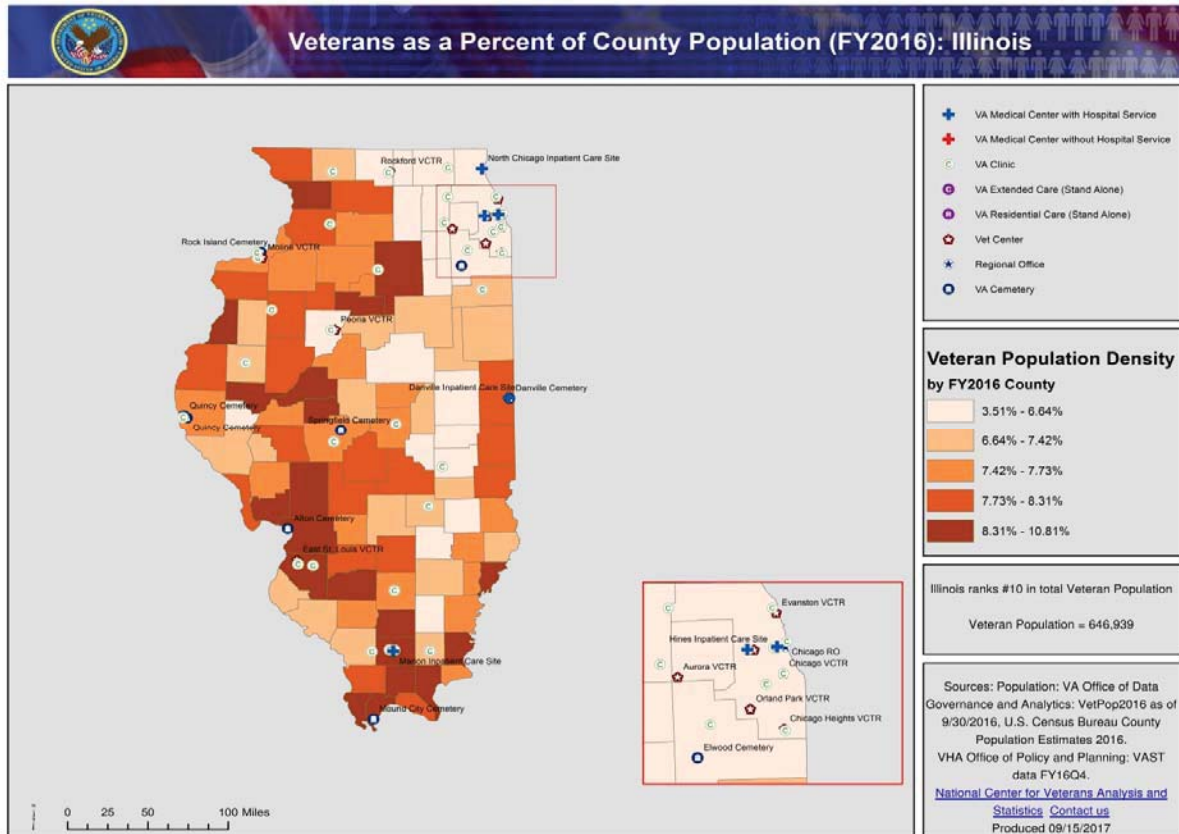 Veterans as a Percent of County Population (FY2016): Illinois
VA Medical Center with Hospital Service
VA Medical Center without Hospital Service
VA Clinic
VA Extended Care (Stand Alone)
VA Residential Care (Stand Alone)
Vet Center
Regional Office
VA Cemetery
Rockford VCTR
North Chicago Inpatient Care Site
Rock Island Cemetery
Moline VCTR
Peoria VCTR
Danville Inpatient Care Site
Danville Cemetery
Quincy Cemetery
Quincy Cemetery
Springfield Cemetery
Alton Cemetery
East St. Louis VCTR
Marion Inpatient Care Site
Mound City Cemetery
Veteran Population Density
by FY2016 County
3.51% - 6.64%
6.64% - 7.42%
7.42% - 7.73%
7.73% - 8.31%
8.31% - 10.81%
Evanston VCTR
Hines Inpatient Care Site
Chicago RO
Chicago VCTR
Aurora VCTR
Orland Park VCTR
Chicago Heights VCTR
Elwood Cemetery
Illinois ranks #10 in total Veteran Population
Veteran Population = 646,939
Sources: Population: VA Office of Data
Governance and Analytics: VetPop2016 as of
9/30/2016, U.S. Census Bureau County
Population Estimates 2016.
VHA Office of Policy and Planning: VAST
data FY16Q4.
National Center for Veterans Analysis and
Statistics Contact us
Produced 09/15/2017
0 25 50 100 Miles